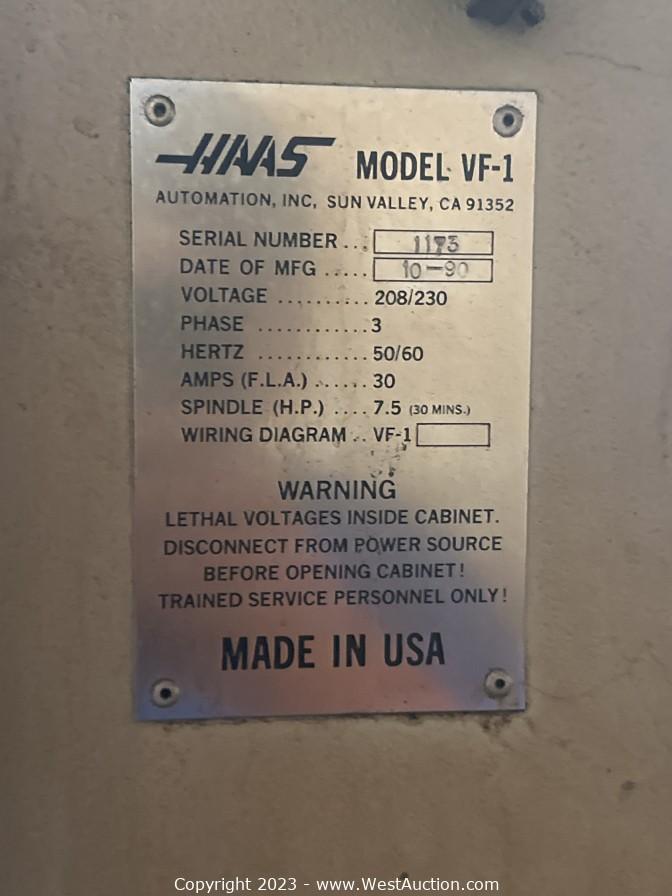 HAAS MODEL VF-1
AUTOMATION, INC, SUN VALLEY, CA 91352
SERIAL NUMBER ... 1173
DATE OF MFG ..... 10-90
VOLTAGE .......... 208/230
PHASE ............ 3
HERTZ ............ 50/60
AMPS (F.L.A.) ...... 30
SPINDLE (H.P.) .... 7.5 (30 MINS.)
WIRING DIAGRAM .. VF-1
WARNING
LETHAL VOLTAGES INSIDE CABINET.
DISCONNECT FROM POWER SOURCE
BEFORE OPENING CABINET!
TRAINED SERVICE PERSONNEL ONLY!
MADE IN USA
Copyright 2023 - www.WestAuction.com